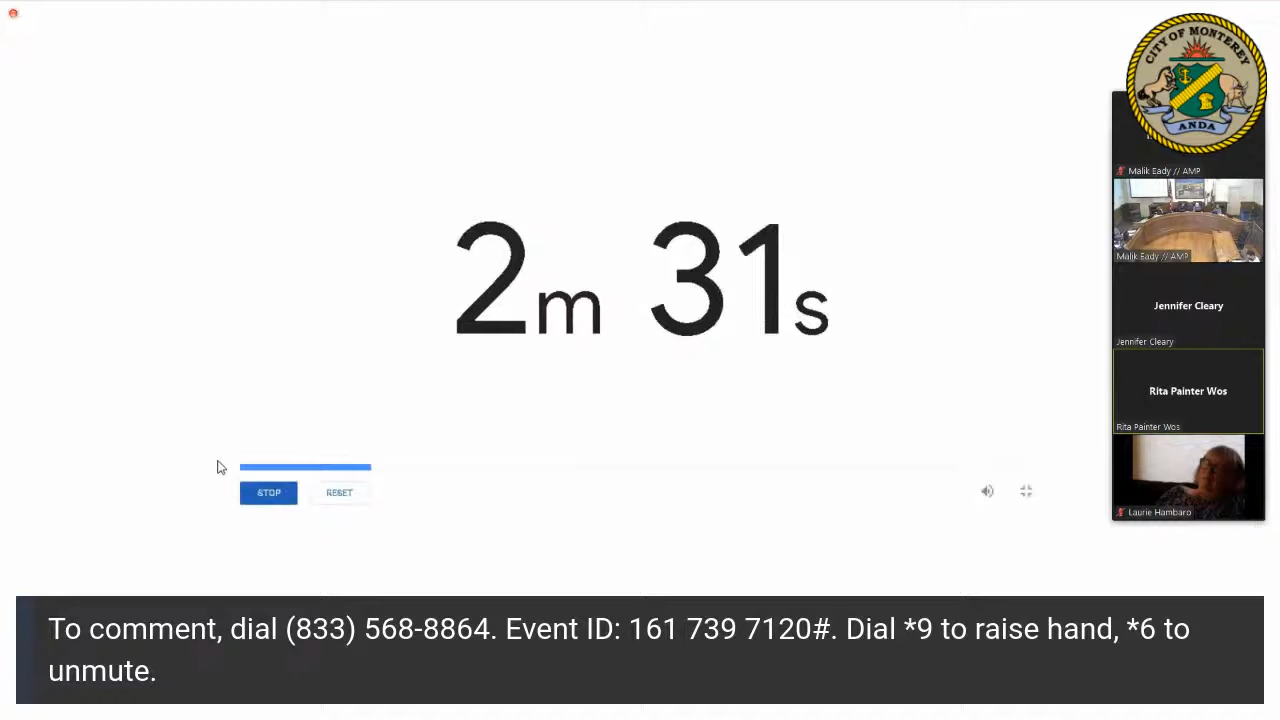 CITY OF MONTEREY
ANDA
Malik Eady // AMP
Malik Eady // AMP
Jennifer Cleary
Jennifer Cleary
Rita Painter Wos
Rita Painter Wos
Laurie Hambaro
2m 31s
STOP
RESET
To comment, dial (833) 568-8864. Event ID: 161 739 7120#. Dial *9 to raise hand, *6 to
unmute.